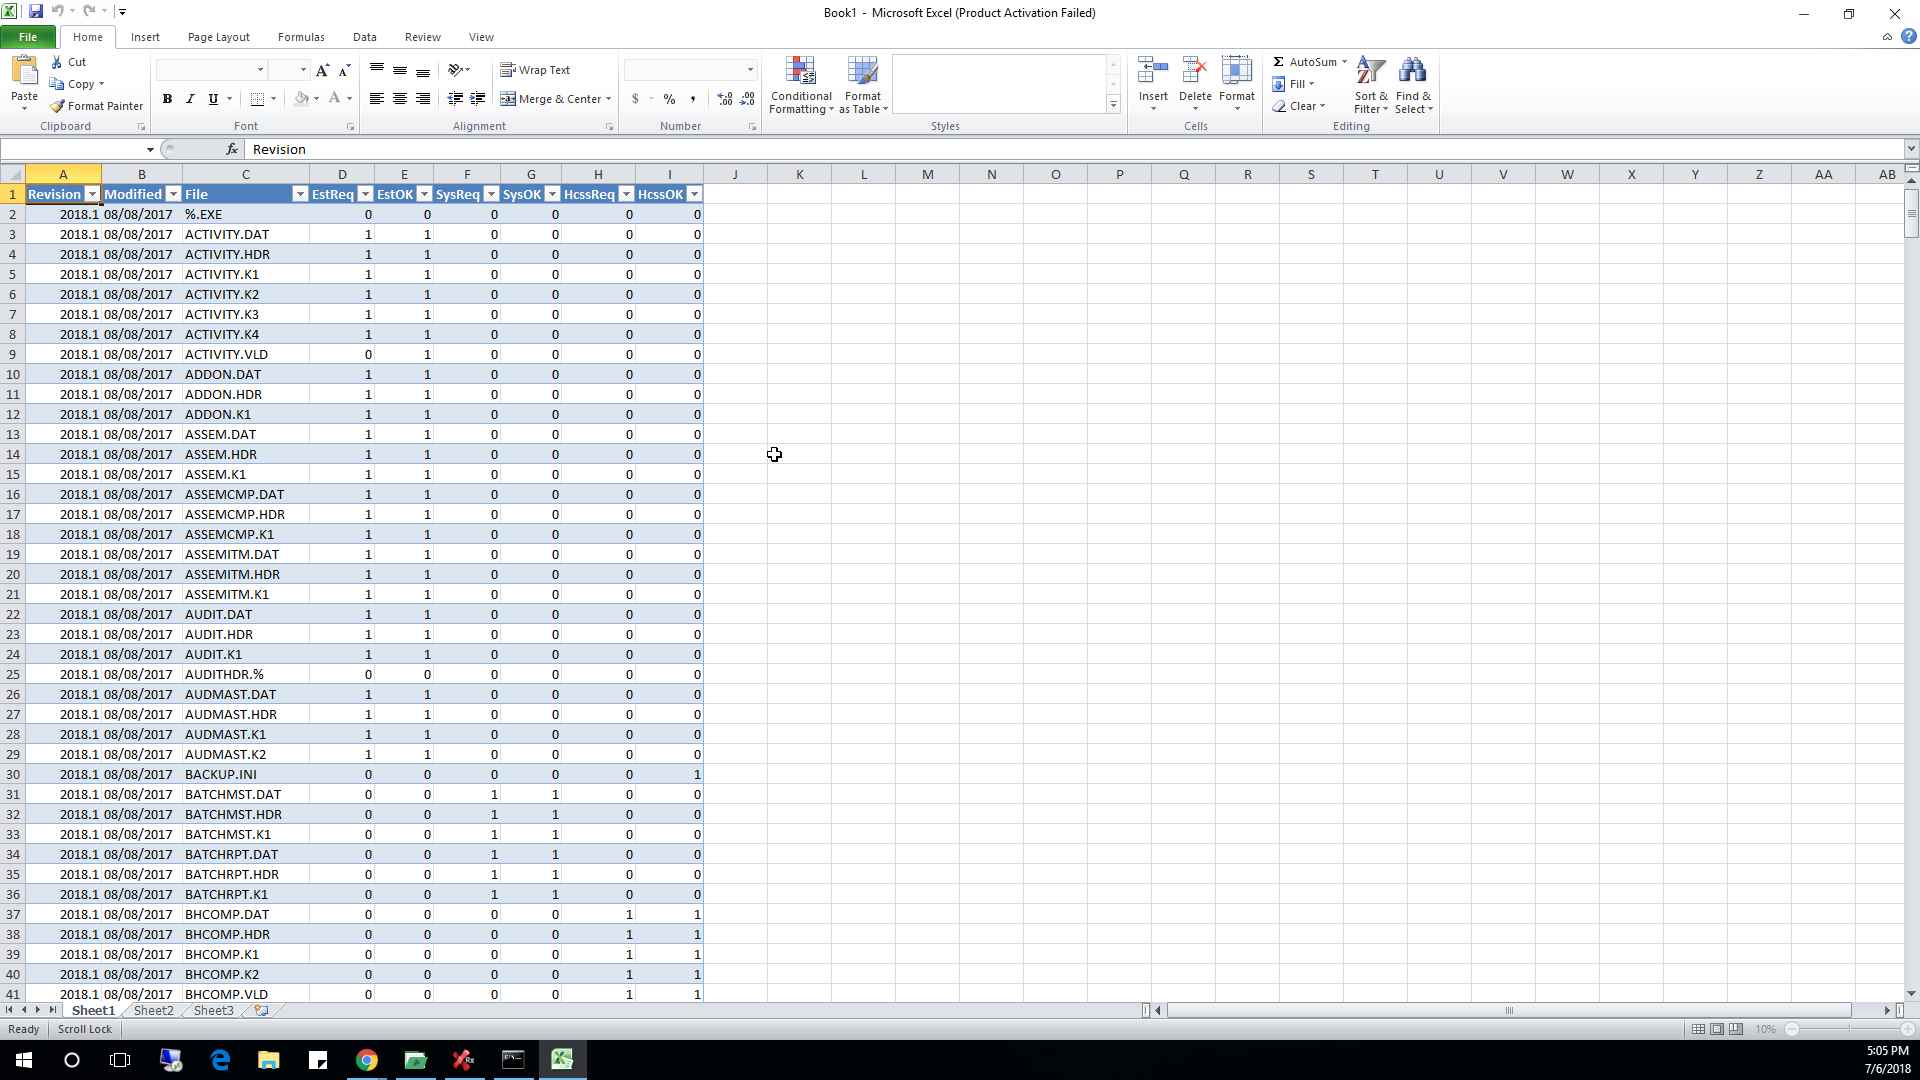 Book1 - Microsoft Excel (Product Activation Failed)
File Home Insert Page Layout Formulas Data Review View
Paste Cut Copy Format Painter
Clipboard
B I U A A A
Font
Wrap Text
Merge & Center
Alignment
$ % , .00 .00
Number
Conditional Formatting Format as Table
Styles
Insert Delete Format
Cells
Σ AutoSum Fill Clear Sort & Filter Find & Select
Editing
fx Revision
A B C D E F G H I J K L M N O P Q R S T U V W X Y Z AA AB
1 Revision Modified File EstReq EstOK SysReq SysOK HcssReq HcssOK
2 2018.1 08/08/2017 %.EXE 0 0 0 0 0 0
3 2018.1 08/08/2017 ACTIVITY.DAT 1 1 0 0 0 0
4 2018.1 08/08/2017 ACTIVITY.HDR 1 1 0 0 0 0
5 2018.1 08/08/2017 ACTIVITY.K1 1 1 0 0 0 0
6 2018.1 08/08/2017 ACTIVITY.K2 1 1 0 0 0 0
7 2018.1 08/08/2017 ACTIVITY.K3 1 1 0 0 0 0
8 2018.1 08/08/2017 ACTIVITY.K4 1 1 0 0 0 0
9 2018.1 08/08/2017 ACTIVITY.VLD 0 1 0 0 0 0
10 2018.1 08/08/2017 ADDON.DAT 1 1 0 0 0 0
11 2018.1 08/08/2017 ADDON.HDR 1 1 0 0 0 0
12 2018.1 08/08/2017 ADDON.K1 1 1 0 0 0 0
13 2018.1 08/08/2017 ASSEM.DAT 1 1 0 0 0 0
14 2018.1 08/08/2017 ASSEM.HDR 1 1 0 0 0 0
15 2018.1 08/08/2017 ASSEM.K1 1 1 0 0 0 0
16 2018.1 08/08/2017 ASSEMCMP.DAT 1 1 0 0 0 0
17 2018.1 08/08/2017 ASSEMCMP.HDR 1 1 0 0 0 0
18 2018.1 08/08/2017 ASSEMCMP.K1 1 1 0 0 0 0
19 2018.1 08/08/2017 ASSEMITM.DAT 1 1 0 0 0 0
20 2018.1 08/08/2017 ASSEMITM.HDR 1 1 0 0 0 0
21 2018.1 08/08/2017 ASSEMITM.K1 1 1 0 0 0 0
22 2018.1 08/08/2017 AUDIT.DAT 1 1 0 0 0 0
23 2018.1 08/08/2017 AUDIT.HDR 1 1 0 0 0 0
24 2018.1 08/08/2017 AUDIT.K1 1 1 0 0 0 0
25 2018.1 08/08/2017 AUDITHDR.% 0 0 0 0 0 0
26 2018.1 08/08/2017 AUDMAST.DAT 1 1 0 0 0 0
27 2018.1 08/08/2017 AUDMAST.HDR 1 1 0 0 0 0
28 2018.1 08/08/2017 AUDMAST.K1 1 1 0 0 0 0
29 2018.1 08/08/2017 AUDMAST.K2 1 1 0 0 0 0
30 2018.1 08/08/2017 BACKUP.INI 0 0 0 0 0 1
31 2018.1 08/08/2017 BATCHMST.DAT 0 0 1 1 0 0
32 2018.1 08/08/2017 BATCHMST.HDR 0 0 1 1 0 0
33 2018.1 08/08/2017 BATCHMST.K1 0 0 1 1 0 0
34 2018.1 08/08/2017 BATCHRPT.DAT 0 0 1 1 0 0
35 2018.1 08/08/2017 BATCHRPT.HDR 0 0 1 1 0 0
36 2018.1 08/08/2017 BATCHRPT.K1 0 0 1 1 0 0
37 2018.1 08/08/2017 BHCOMP.DAT 0 0 0 0 1 1
38 2018.1 08/08/2017 BHCOMP.HDR 0 0 0 0 1 1
39 2018.1 08/08/2017 BHCOMP.K1 0 0 0 0 1 1
40 2018.1 08/08/2017 BHCOMP.K2 0 0 0 0 1 1
41 2018.1 08/08/2017 BHCOMP.VLD 0 0 0 0 1 1
Sheet1 Sheet2 Sheet3
Ready Scroll Lock 10%
5:05 PM
7/6/2018